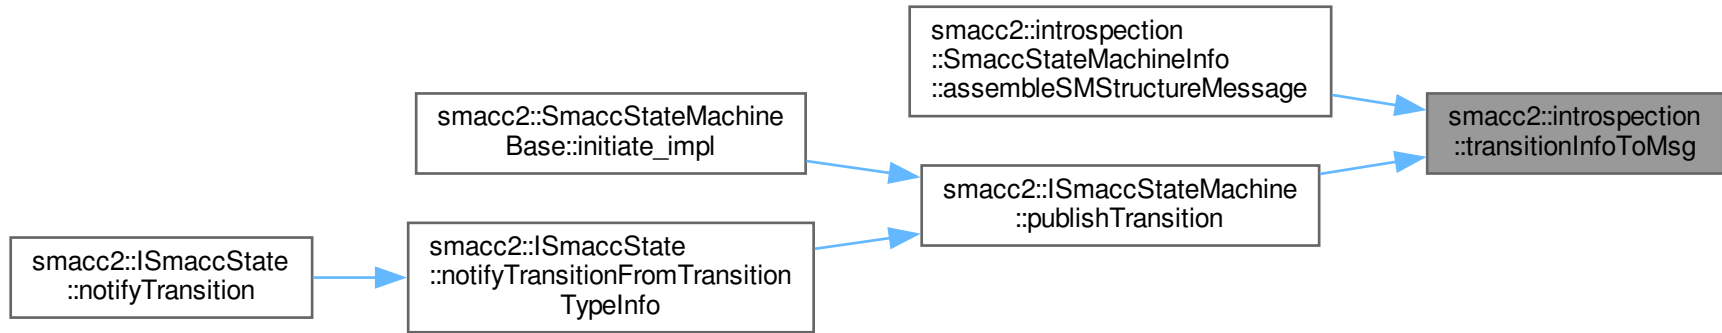 smacc2::introspection
::SmaccStateMachineInfo
::assembleSMStructureMessage
smacc2::SmaccStateMachine
Base::initiate_impl
smacc2::introspection
::transitionInfoToMsg
smacc2::ISmaccStateMachine
::publishTransition
smacc2::ISmaccState
::notifyTransitionFromTransition
TypeInfo
smacc2::ISmaccState
::notifyTransition